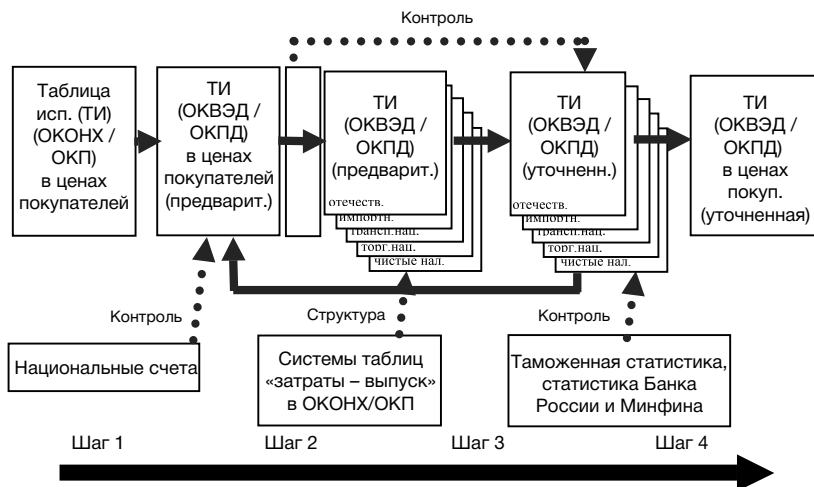 Контроль
Таблица
исп. (ТИ)
(ОКОНХ /
ОКП)
в ценах
покупателей
ТИ
(ОКВЭД /
ОКПД)
в ценах
покупателей
(предварит.)
ТИ
(ОКВЭД /
ОКПД)
(предварит.)
отечеств.
импортн.
трансп.нац.
торг.нац.
чистые нал.
ТИ
(ОКВЭД /
ОКПД)
(уточненн.)
отечеств.
импортн.
трансп.нац.
торг.нац.
чистые нал.
ТИ
(ОКВЭД /
ОКПД)
в ценах
покуп.
(уточненная)
Контроль
Структура
Контроль
Национальные счета
Системы таблиц
«затраты – выпуск»
в ОКОНХ/ОКП
Таможенная статистика,
статистика Банка
России и Минфина
Шаг 1
Шаг 2
Шаг 3
Шаг 4